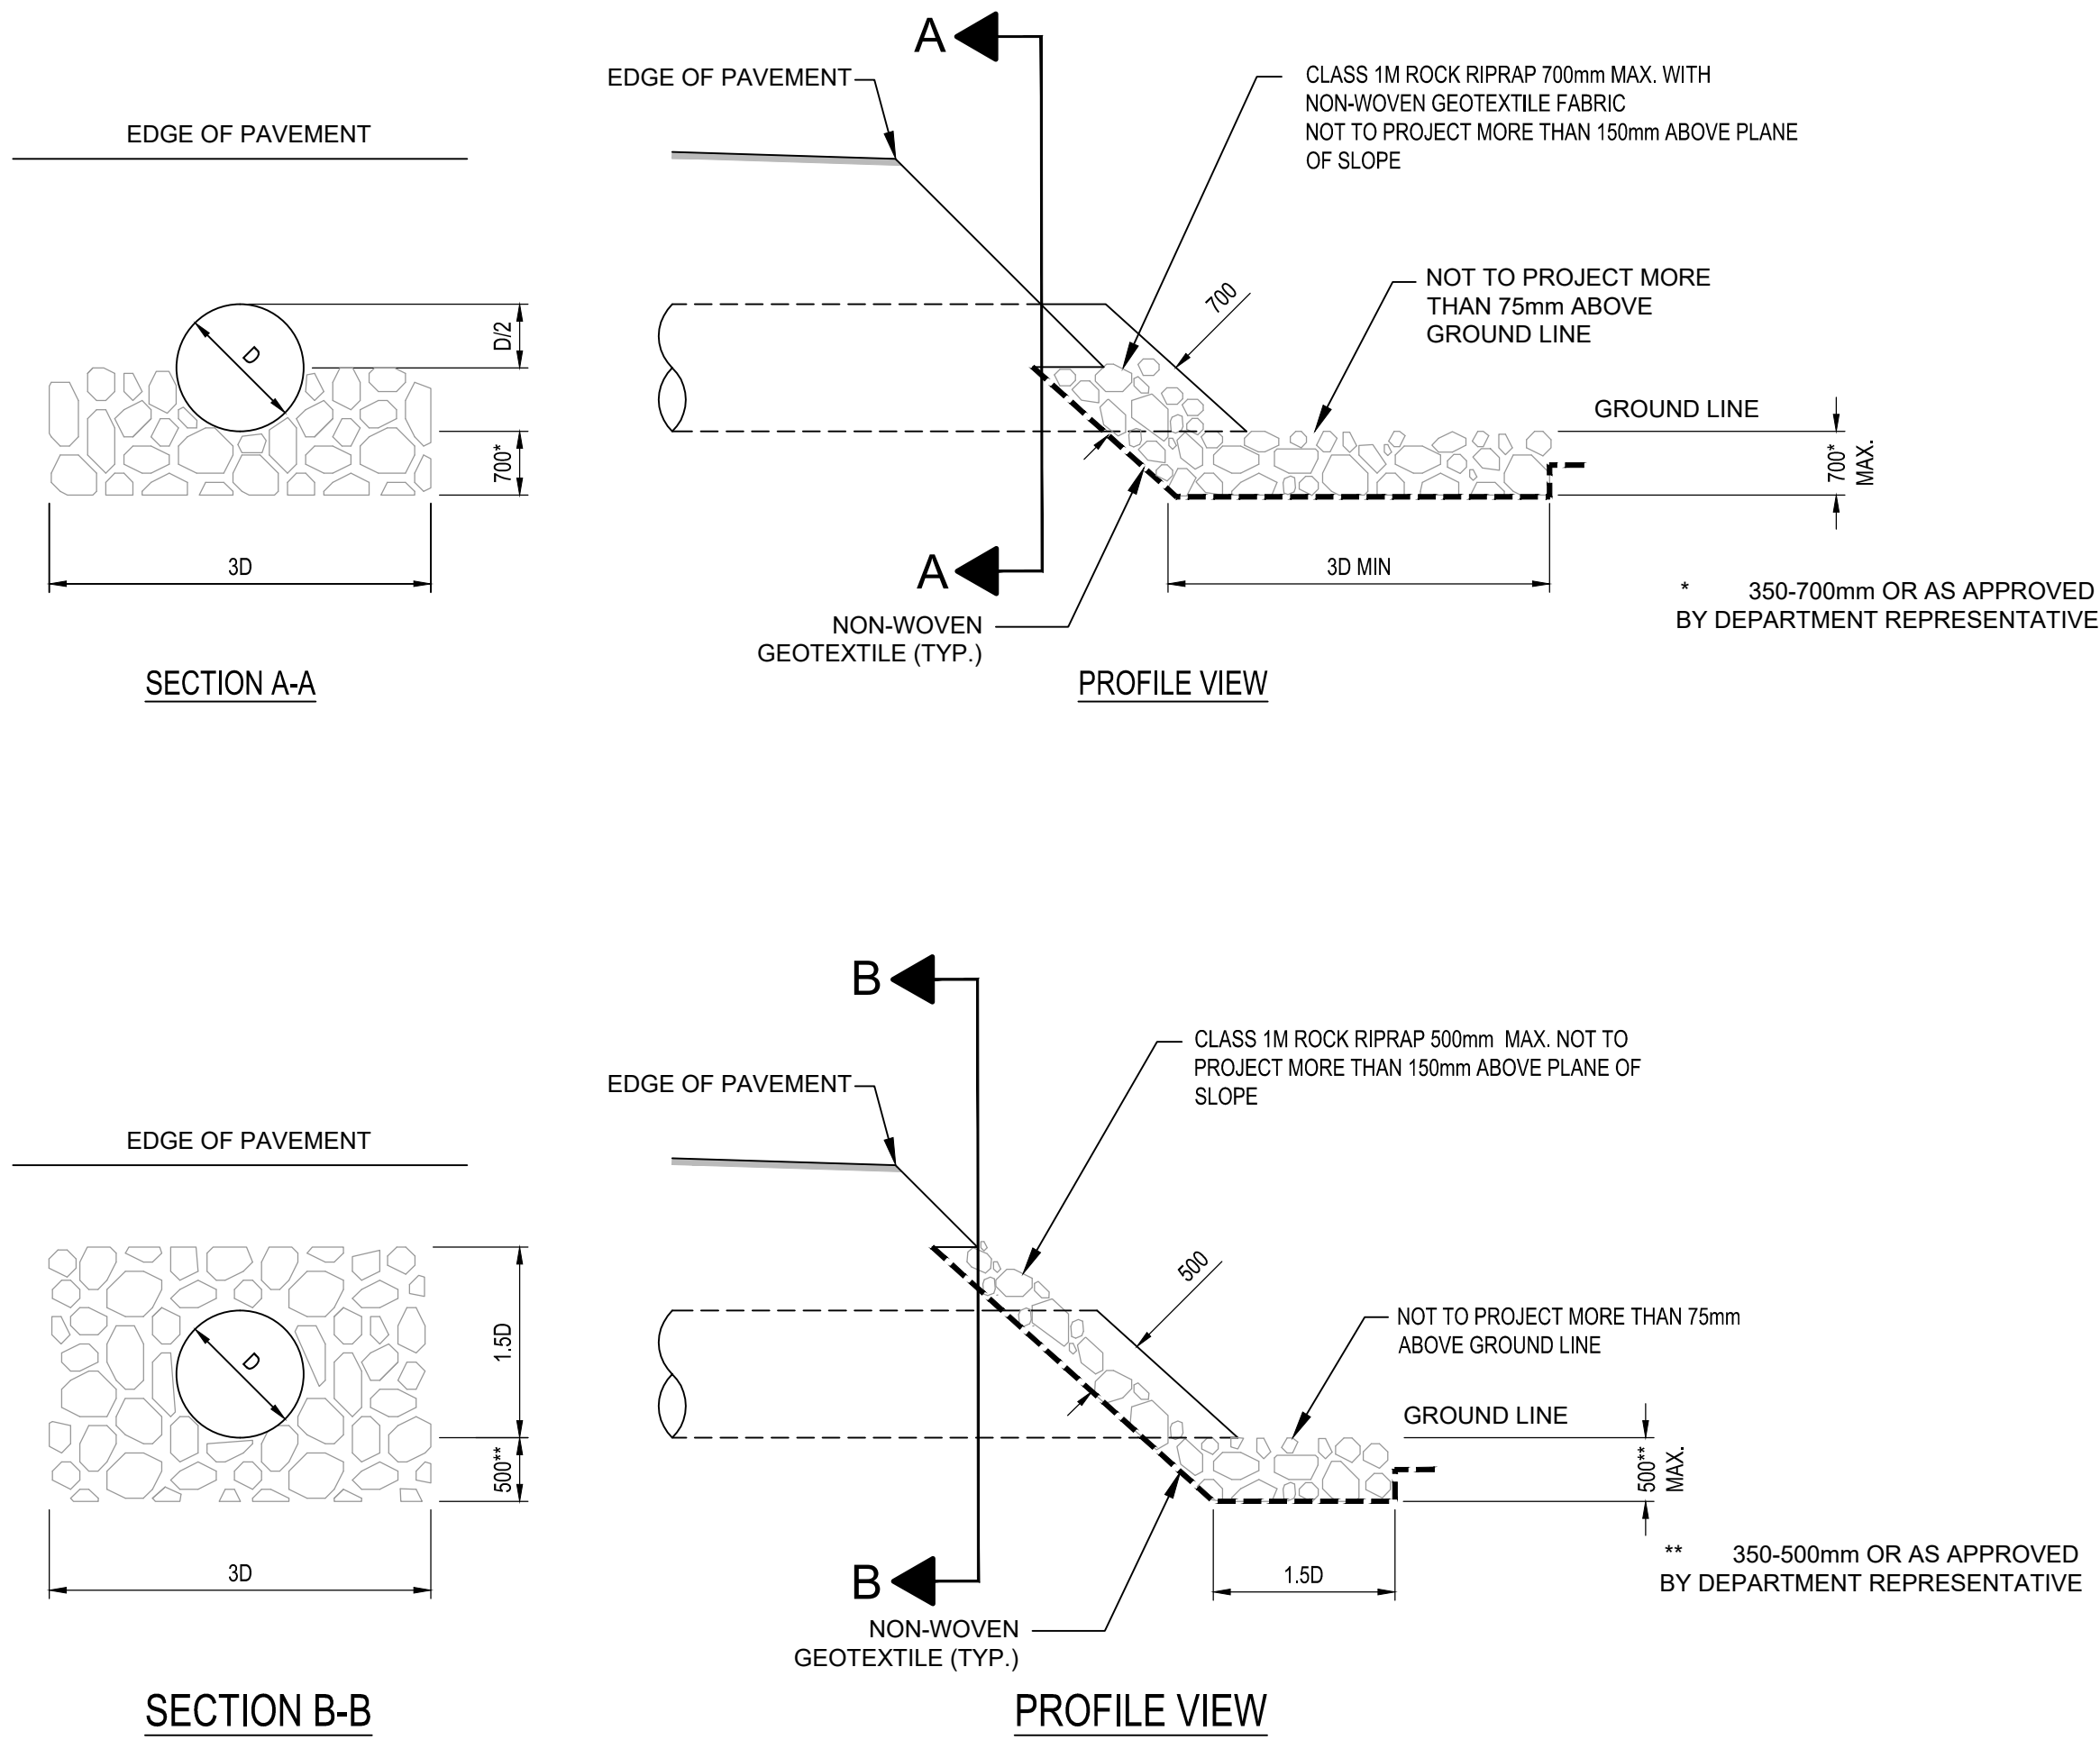 A
EDGE OF PAVEMENT
CLASS 1M ROCK RIPRAP 700mm MAX. WITH
NON-WOVEN GEOTEXTILE FABRIC
NOT TO PROJECT MORE THAN 150mm ABOVE PLANE
OF SLOPE
EDGE OF PAVEMENT
NOT TO PROJECT MORE
THAN 75mm ABOVE
GROUND LINE
700
D/2
D
GROUND LINE
700*
700*
MAX.
3D
A
3D MIN
* 350-700mm OR AS APPROVED
BY DEPARTMENT REPRESENTATIVE
NON-WOVEN
GEOTEXTILE (TYP.)
SECTION A-A
PROFILE VIEW
B
CLASS 1M ROCK RIPRAP 500mm MAX. NOT TO
PROJECT MORE THAN 150mm ABOVE PLANE OF
SLOPE
EDGE OF PAVEMENT
EDGE OF PAVEMENT
500
NOT TO PROJECT MORE THAN 75mm
ABOVE GROUND LINE
1.5D
D
GROUND LINE
500**
500**
MAX.
3D
B
1.5D
** 350-500mm OR AS APPROVED
BY DEPARTMENT REPRESENTATIVE
NON-WOVEN
GEOTEXTILE (TYP.)
SECTION B-B
PROFILE VIEW